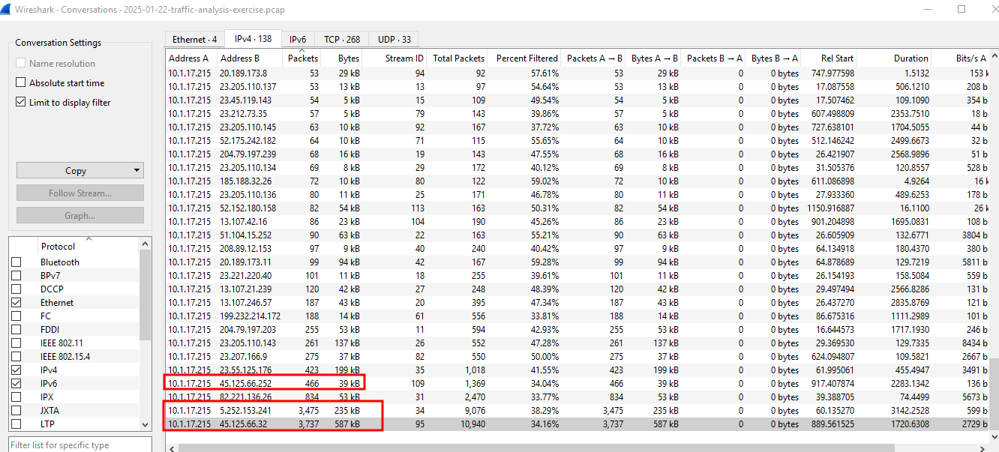 Wireshark · Conversations · 2025-01-22-traffic-analysis-exercise.pcap
Conversation Settings
Name resolution
Absolute start time
Limit to display filter
Copy
Follow Stream...
Graph...
Protocol
Bluetooth
BPv7
DCCP
Ethernet
FC
FDDI
IEEE 802.11
IEEE 802.15.4
IPv4
IPv6
IPX
JXTA
LTP
Filter list for specific type
Ethernet · 4 IPv4 · 138 IPv6 TCP · 268 UDP · 33
Address A Address B Packets Bytes Stream ID Total Packets Percent Filtered Packets A → B Bytes A → B Packets B → A Bytes B → A Rel Start Duration Bits/s A
10.1.17.215 20.189.173.8 53 29 kB 94 92 57.61% 53 29 kB 0 0 bytes 747.977598 1.5132 153 k
10.1.17.215 23.205.110.137 53 13 kB 13 97 54.64% 53 13 kB 0 0 bytes 17.087558 506.1210 208 b
10.1.17.215 23.45.119.143 54 5 kB 15 109 49.54% 54 5 kB 0 0 bytes 17.507462 109.1090 354 b
10.1.17.215 23.212.73.35 57 5 kB 79 143 39.86% 57 5 kB 0 0 bytes 607.498809 2353.7510 18 b
10.1.17.215 23.205.110.145 63 10 kB 92 167 37.72% 63 10 kB 0 0 bytes 727.638101 1704.5055 44 b
10.1.17.215 52.175.242.182 64 10 kB 71 115 55.65% 64 10 kB 0 0 bytes 512.146242 2499.6673 32 b
10.1.17.215 204.79.197.239 68 16 kB 19 143 47.55% 68 16 kB 0 0 bytes 26.421907 2568.9896 51 b
10.1.17.215 23.205.110.134 69 8 kB 29 172 40.12% 69 8 kB 0 0 bytes 31.505376 120.8557 528 b
10.1.17.215 185.188.32.26 72 10 kB 80 122 59.02% 72 10 kB 0 0 bytes 611.086898 4.9264 16 k
10.1.17.215 23.205.110.136 80 11 kB 25 171 46.78% 80 11 kB 0 0 bytes 27.933360 489.6253 178 b
10.1.17.215 52.152.180.158 82 54 kB 113 163 50.31% 82 54 kB 0 0 bytes 1150.916887 16.1100 26 k
10.1.17.215 13.107.42.16 86 23 kB 104 190 45.26% 86 23 kB 0 0 bytes 901.204898 1695.0831 108 b
10.1.17.215 51.104.15.252 90 63 kB 22 163 55.21% 90 63 kB 0 0 bytes 26.605909 132.6771 3804 b
10.1.17.215 208.89.12.153 97 9 kB 40 240 40.42% 97 9 kB 0 0 bytes 64.134918 180.4370 380 b
10.1.17.215 20.189.173.11 99 94 kB 42 167 59.28% 99 94 kB 0 0 bytes 64.878689 129.7219 5811 b
10.1.17.215 23.221.220.40 101 11 kB 18 255 39.61% 101 11 kB 0 0 bytes 26.154193 158.5084 559 b
10.1.17.215 13.107.21.239 120 42 kB 27 248 48.39% 120 42 kB 0 0 bytes 29.497494 2566.8286 131 b
10.1.17.215 13.107.246.57 187 43 kB 20 395 47.34% 187 43 kB 0 0 bytes 26.437270 2835.8769 121 b
10.1.17.215 199.232.214.172 188 14 kB 61 556 33.81% 188 14 kB 0 0 bytes 86.675316 1111.2989 101 b
10.1.17.215 204.79.197.203 255 53 kB 11 594 42.93% 255 53 kB 0 0 bytes 16.644573 1717.1930 246 b
10.1.17.215 23.205.110.143 261 137 kB 26 552 47.28% 261 137 kB 0 0 bytes 29.369530 129.7335 8434 b
10.1.17.215 23.207.166.9 275 37 kB 82 550 50.00% 275 37 kB 0 0 bytes 624.094807 109.5821 2667 b
10.1.17.215 23.55.125.176 423 199 kB 35 1,018 41.55% 423 199 kB 0 0 bytes 61.995061 455.4947 3491 b
10.1.17.215 45.125.66.252 466 39 kB 109 1,369 34.04% 466 39 kB 0 0 bytes 917.407874 2283.1342 136 b
10.1.17.215 82.221.136.26 834 53 kB 31 2,470 33.77% 834 53 kB 0 0 bytes 39.388705 74.4499 5673 b
10.1.17.215 5.252.153.241 3,475 235 kB 34 9,076 38.29% 3,475 235 kB 0 0 bytes 60.135270 3142.2528 599 b
10.1.17.215 45.125.66.32 3,737 587 kB 95 10,940 34.16% 3,737 587 kB 0 0 bytes 889.561525 1720.6308 2729 b